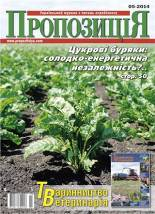 Український журнал з питань агробізнесу
05-2014
ПРОПОЗИЦІЯ
www.propozitsiya.com
Цукрові буряки:
солодко-енергетична
незалежність...
стор. 50
Тваринництво
Ветеринарія